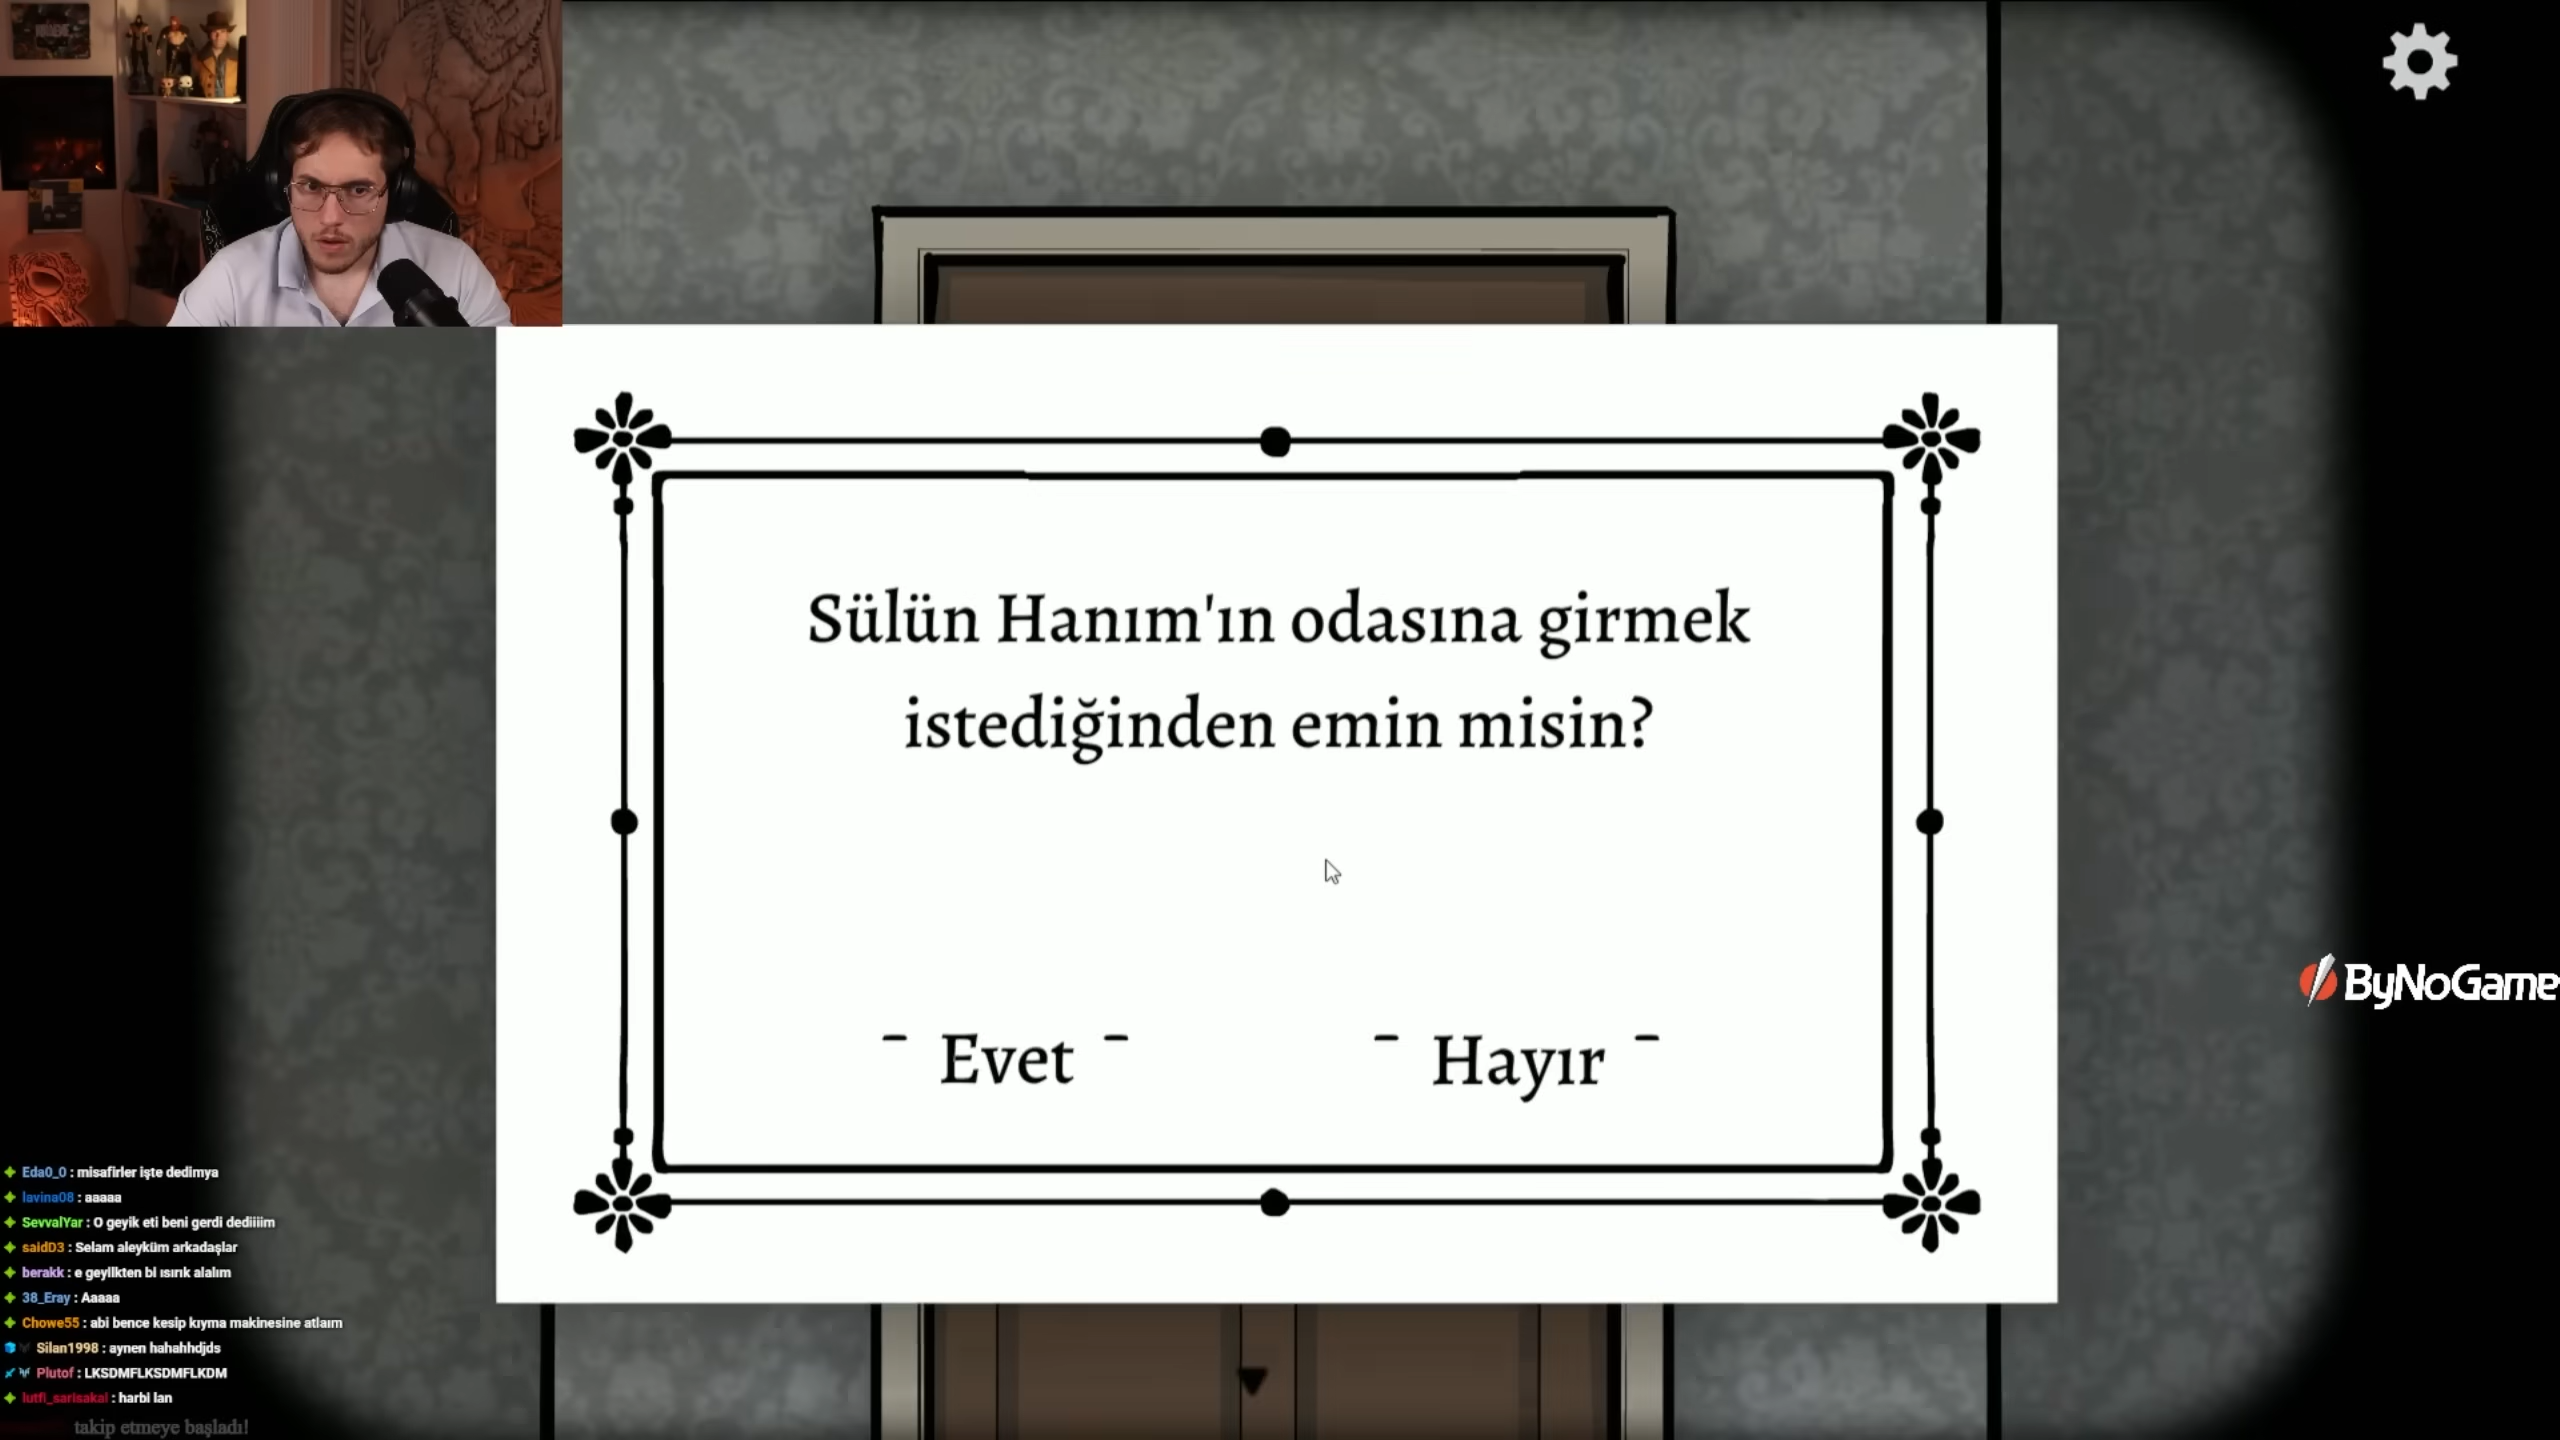 Sülün Hanım'ın odasına girmek
istediğinden emin misin?
- Evet -
- Hayır -
ByNoGame
Eda0_0 : misafirler işte dedimya
lavina08 : aaaaa
SevvalYar : O geyik eti beni gerdi dediiiim
saidD3 : Selam aleyküm arkadaşlar
berakk : e geyilkten bi ısırık alalım
38_Eray : Aaaaa
Chowe55 : abi bence kesip kıyma makinesine atlaım
Silan1998 : aynen hahahhdjds
Plutof : LKSDMFLKSDMFLKDM
lutfi_sarisakal : harbi lan
takip etmeye başladı!